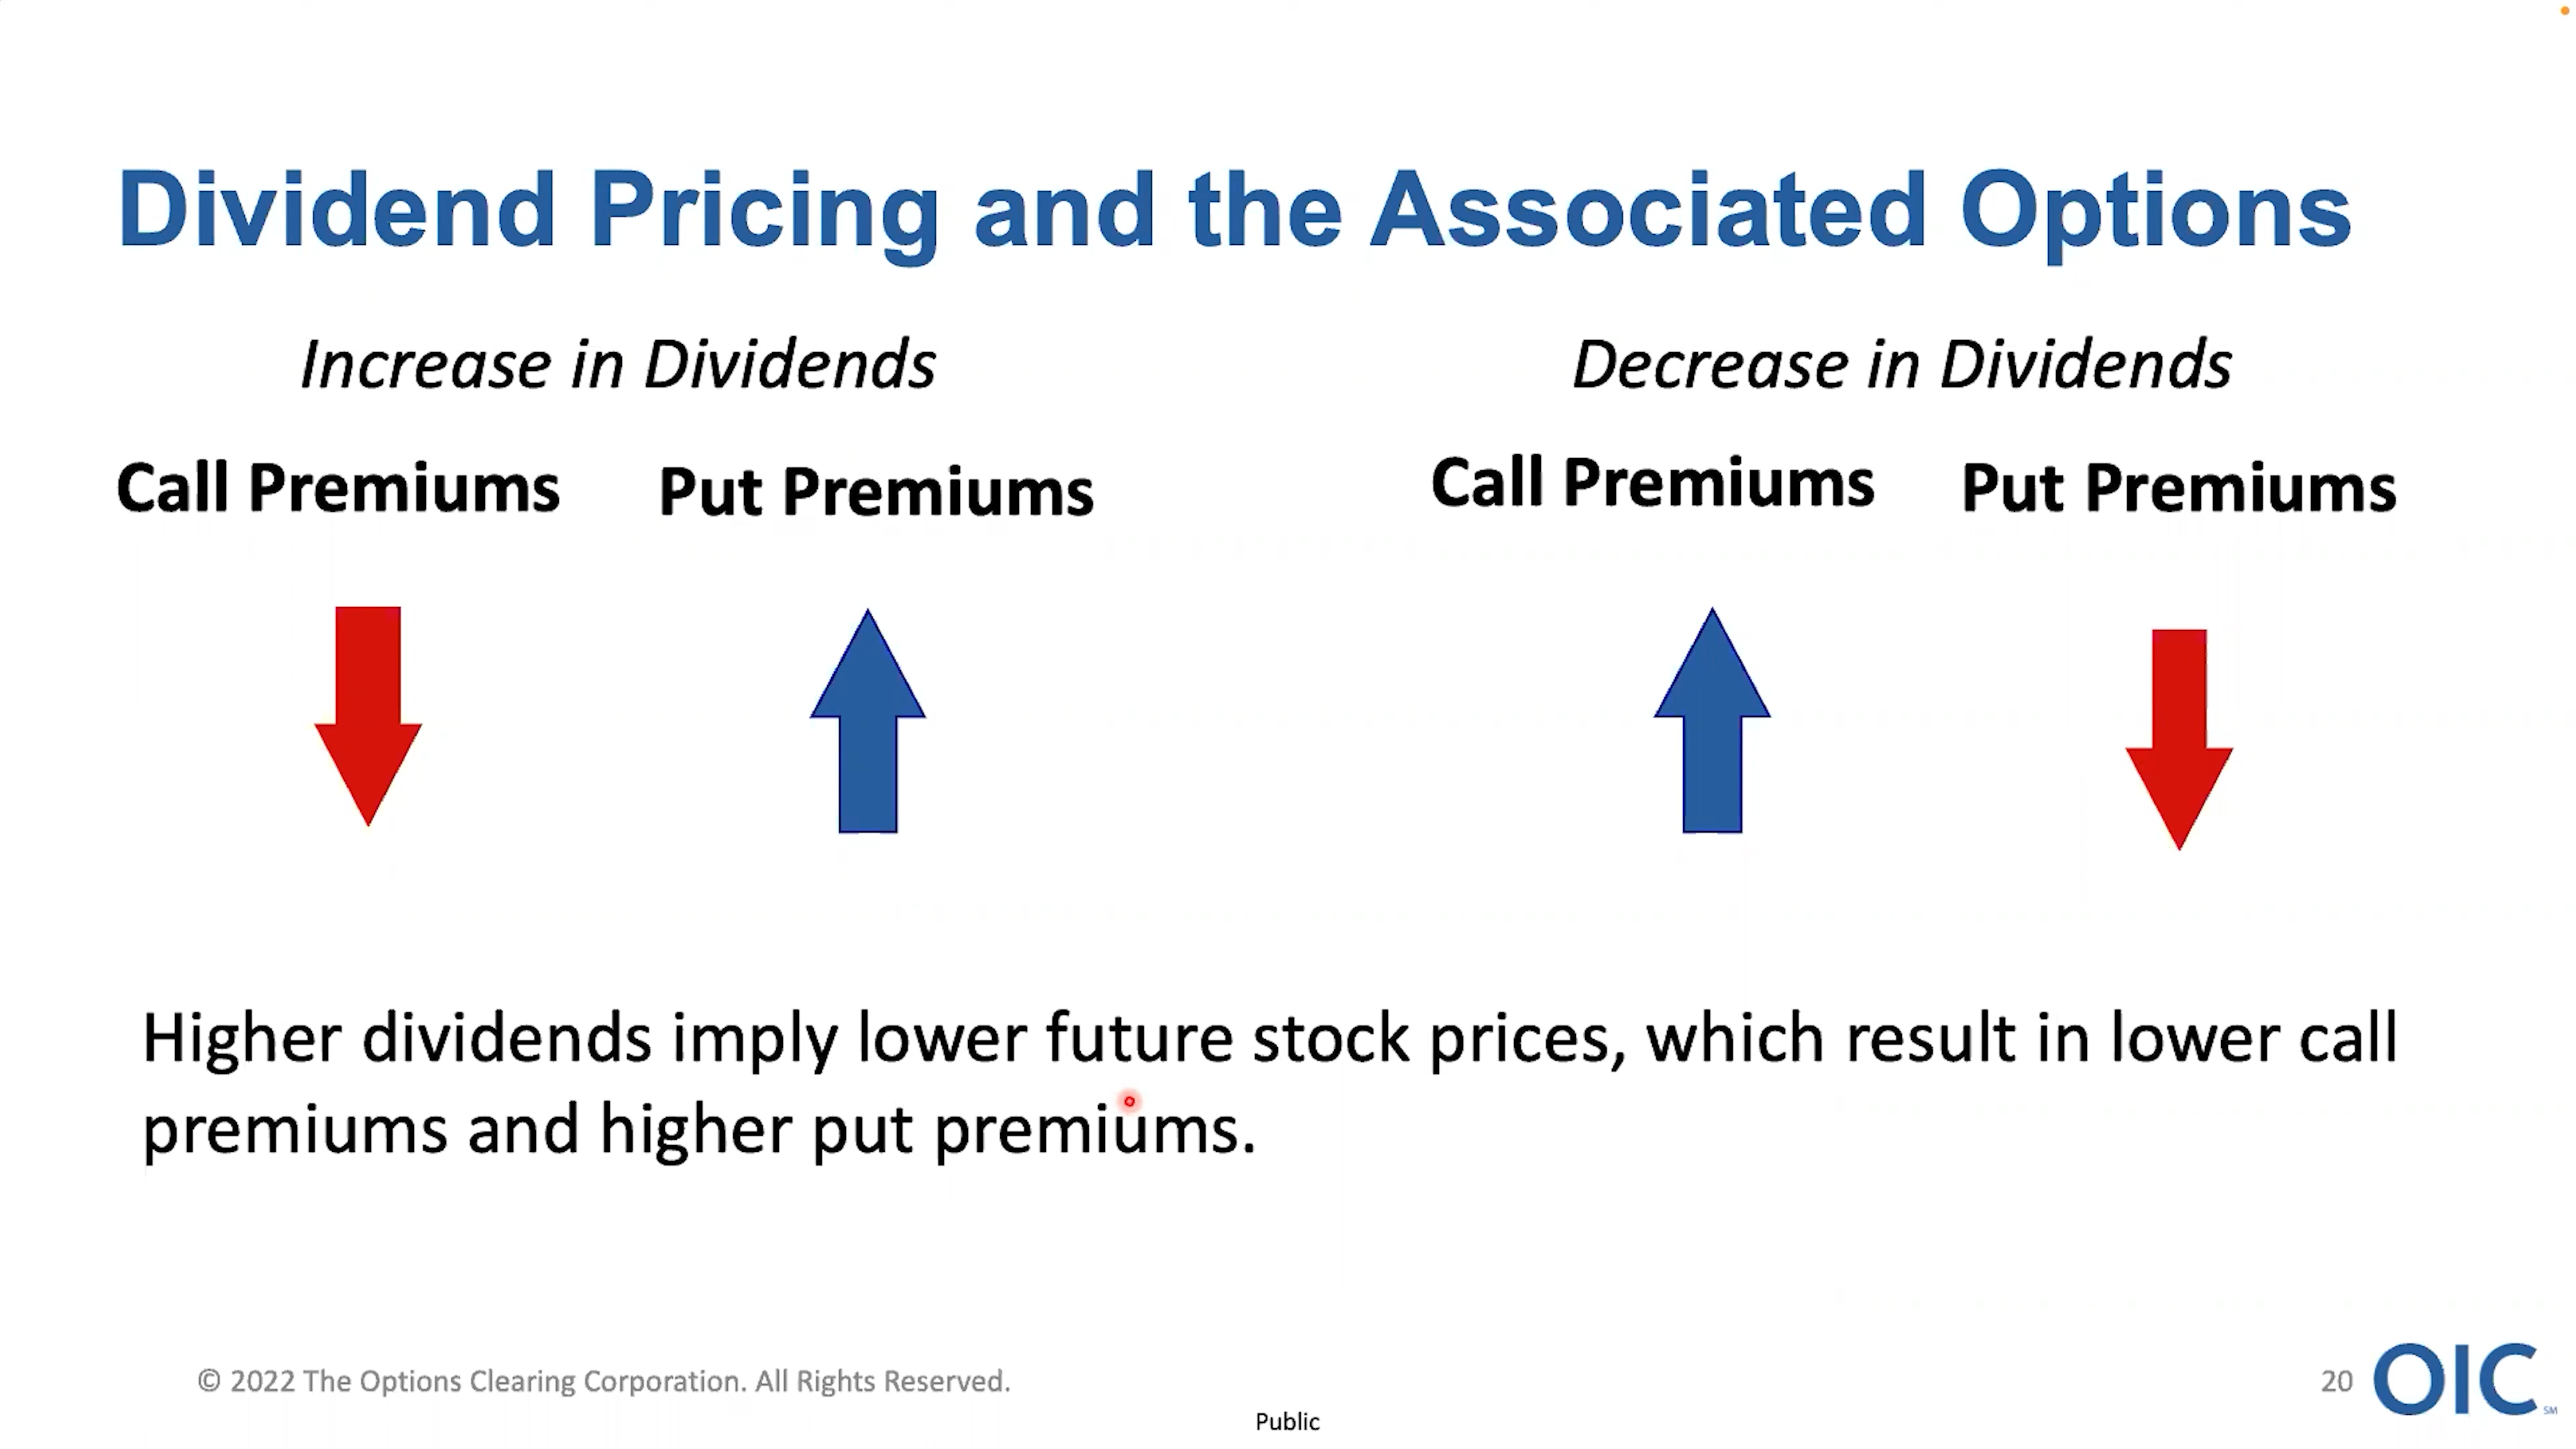 Dividend Pricing and the Associated Options
Increase in Dividends
Decrease in Dividends
Call Premiums
Put Premiums
Call Premiums
Put Premiums
Higher dividends imply lower future stock prices, which result in lower call
premiums and higher put premiums.
© 2022 The Options Clearing Corporation. All Rights Reserved.
20
OIC SM
Public